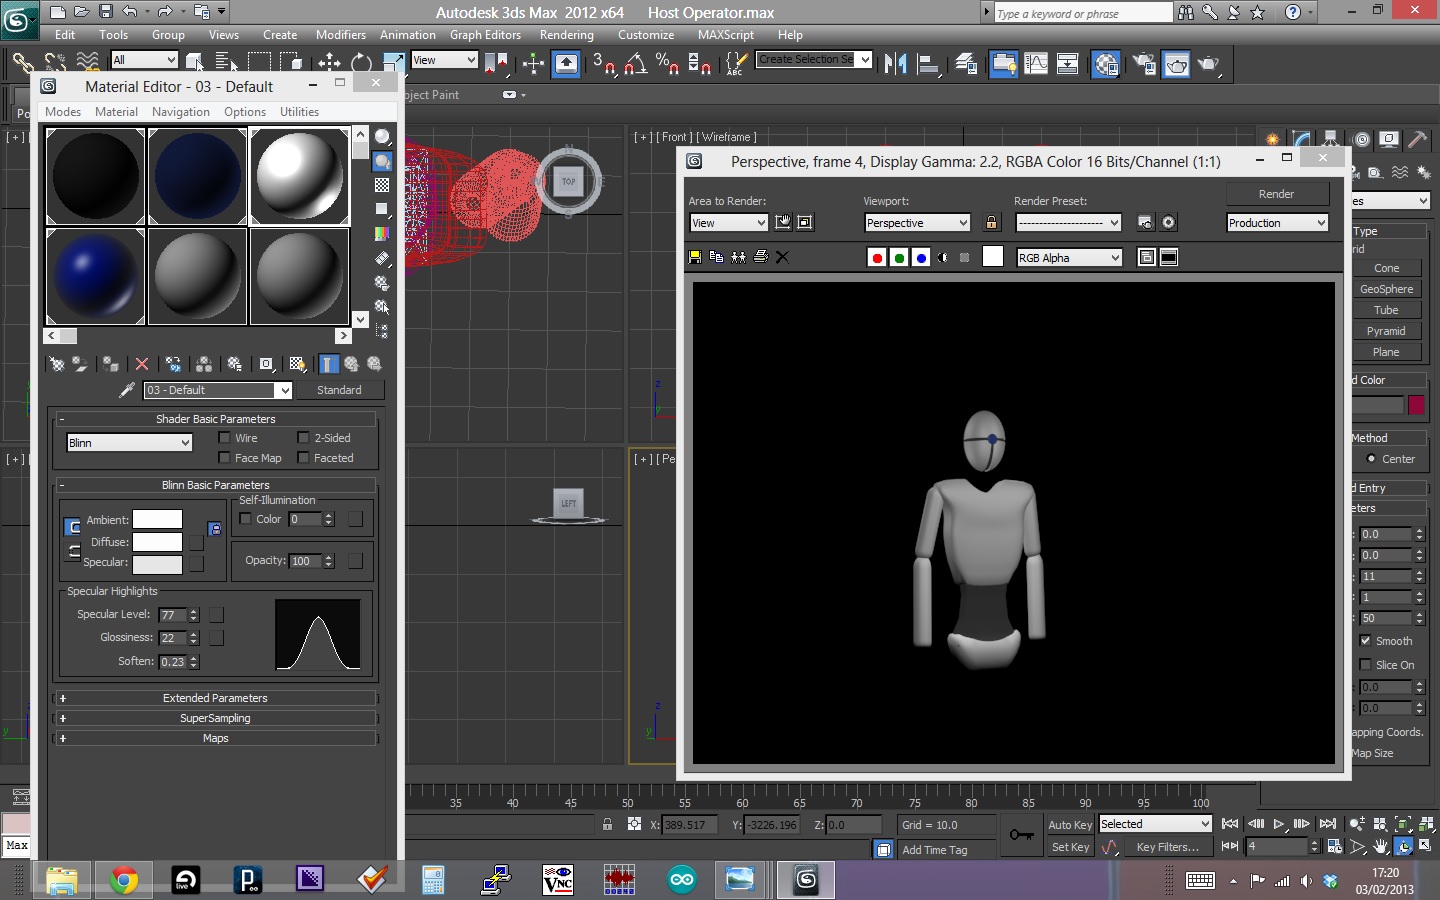 Autodesk 3ds Max 2012 x64 Host Operator.max
Type a keyword or phrase
Edit Tools Group Views Create Modifiers Animation Graph Editors Rendering Customize MAXScript Help
All
View
Create Selection Se
Material Editor - 03 - Default
Modes Material Navigation Options Utilities
03 - Default
Standard
Shader Basic Parameters
Blinn
Wire
2-Sided
Face Map
Faceted
Blinn Basic Parameters
Self-Illumination
Ambient:
Color 0
Diffuse:
Specular:
Opacity: 100
Specular Highlights
Specular Level: 77
Glossiness: 22
Soften: 0.23
Extended Parameters
SuperSampling
Maps
oject Paint
Po
[ + ]
TOP
[ + ] [ Front ] [ Wireframe ]
[ + ]
LEFT
[ + ] [ Pe
z
y
z
y
y
Perspective, frame 4, Display Gamma: 2.2, RGBA Color 16 Bits/Channel (1:1)
Area to Render:
Viewport:
Render Preset:
Render
View
Perspective
Production
RGB Alpha
es
Type
rid
Cone
GeoSphere
Tube
Pyramid
Plane
d Color
Method
Center
d Entry
eters
0.0
0.0
11
1
50
Smooth
Slice On
0.0
0.0
apping Coords.
Map Size
35 40 45 50 55 60 65 70 75 80 85 90 95 100
X: 389.517 Y: -3226.196 Z: 0.0
Grid = 10.0
Add Time Tag
Auto Key
Selected
Set Key
Key Filters...
4
Max
live
P
VNC
17:20
03/02/2013